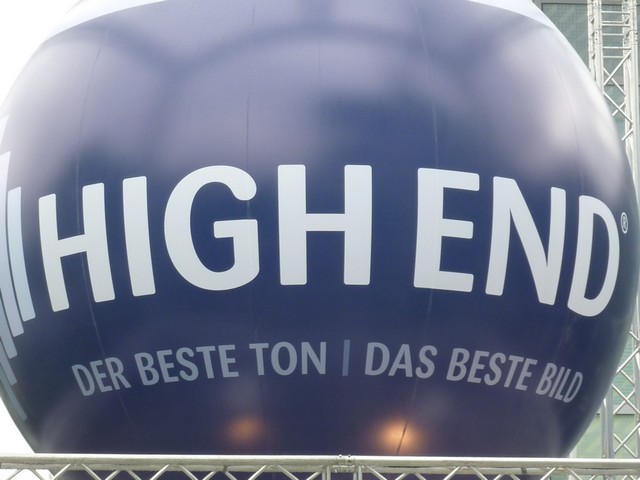 HIGH END®
DER BESTE TON | DAS BESTE BILD